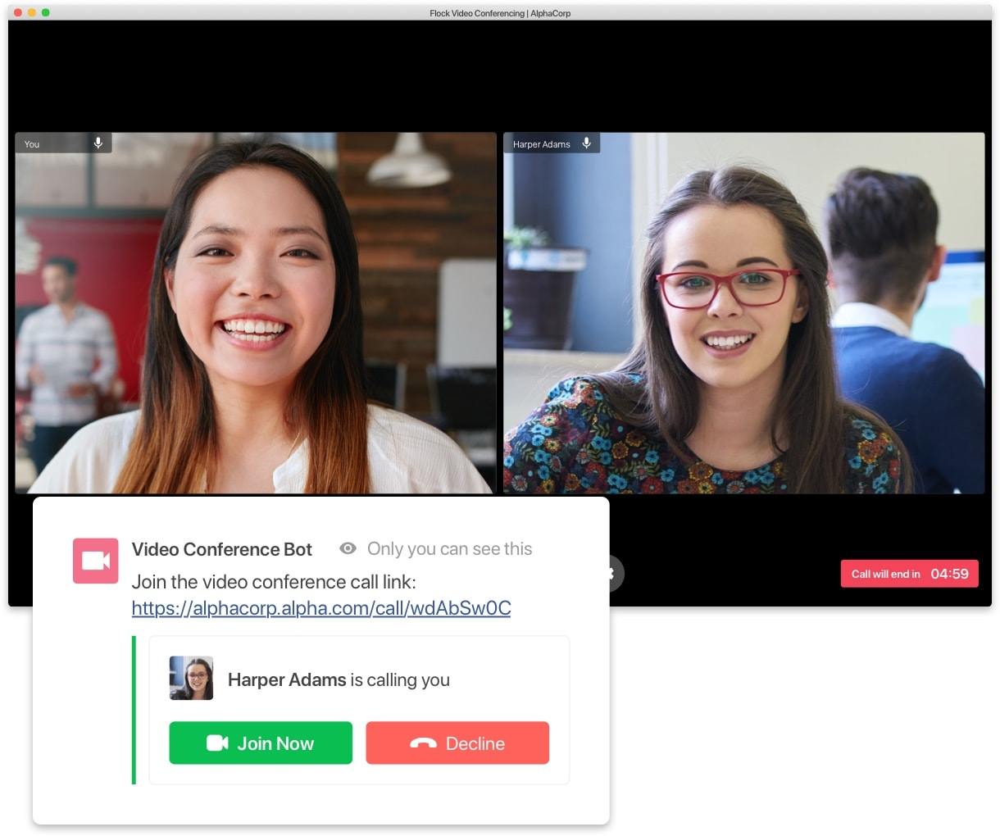 Flock Video Conferencing | AlphaCorp
You
Harper Adams
Call will end in 04:59
Video Conference Bot Only you can see this
Join the video conference call link:
https://alphacorp.alpha.com/call/wdAbSw0C
Harper Adams is calling you
Join Now
Decline